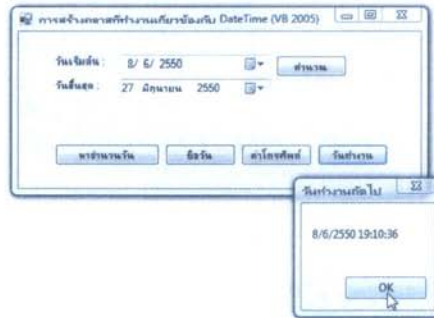 การสร้างคลาสที่ทำงานเกี่ยวข้องกับ DateTime (VB 2005)
วันเริ่มต้น : 8/ 6/ 2550 คำนวณ
วันสิ้นสุด : 27 มิถุนายน 2550
หาจำนวนวัน ชื่อวัน ค่าโทรศัพท์ วันทำงาน
วันทำงานถัดไป
8/6/2550 19:10:36
OK